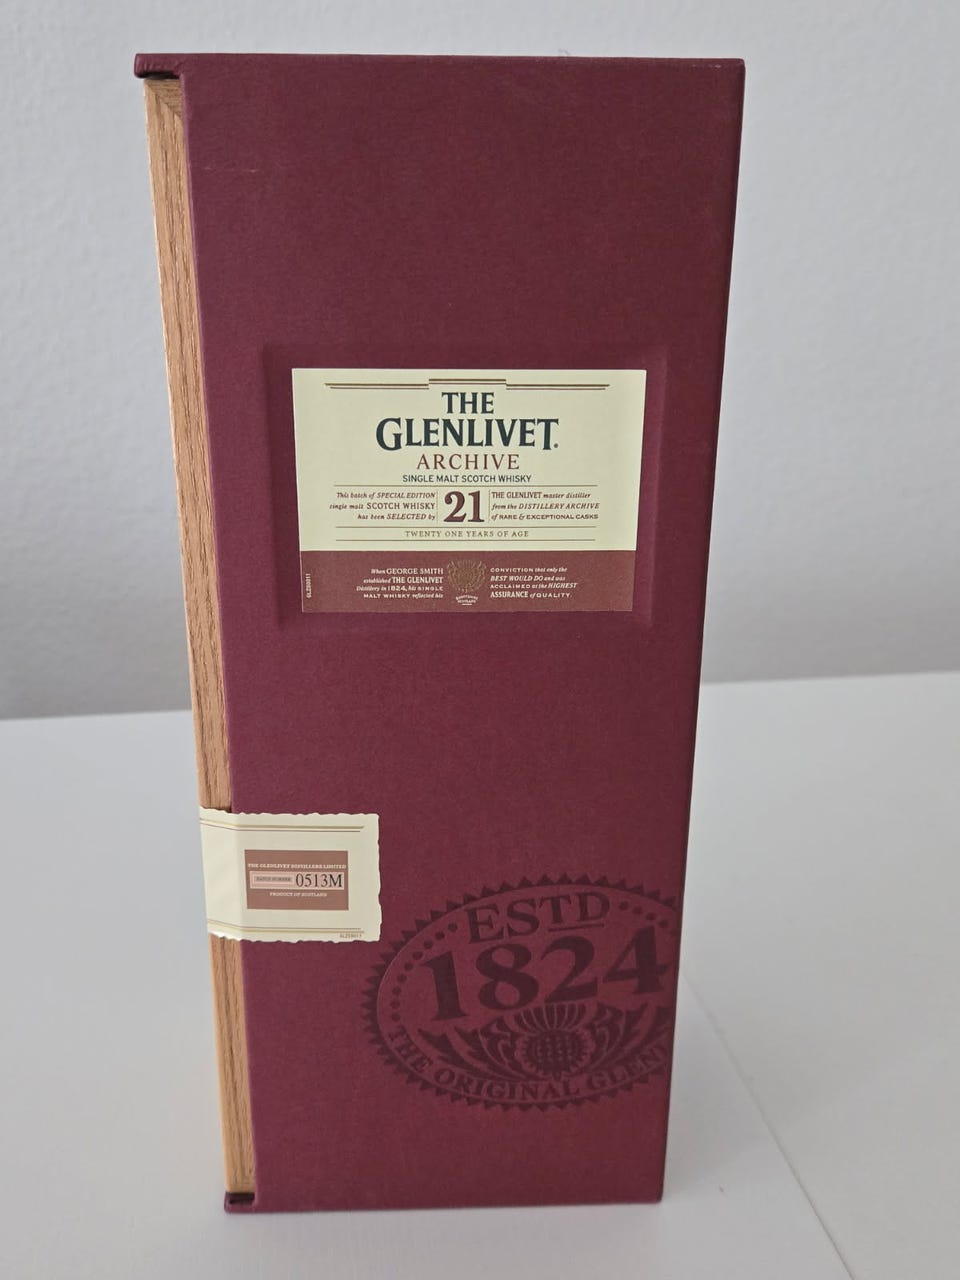 THE
GLENLIVET.
ARCHIVE
SINGLE MALT SCOTCH WHISKY
This batch of SPECIAL EDITION
single malt SCOTCH WHISKY
has been SELECTED by
21
THE GLENLIVET master distiller
from the DISTILLERY ARCHIVE
of RARE & EXCEPTIONAL CASKS
TWENTY ONE YEARS OF AGE
When GEORGE SMITH
established THE GLENLIVET
Distillery in 1824, his SINGLE
MALT WHISKY reflected his
CONVICTION that only the
BEST WOULD DO and was
ACCLAIMED as the HIGHEST
ASSURANCE of QUALITY.
THE GLENLIVET DISTILLERS LIMITED
BATCH NUMBER 0513M
PRODUCT OF SCOTLAND
ESTD
1824
THE ORIGINAL GLEN